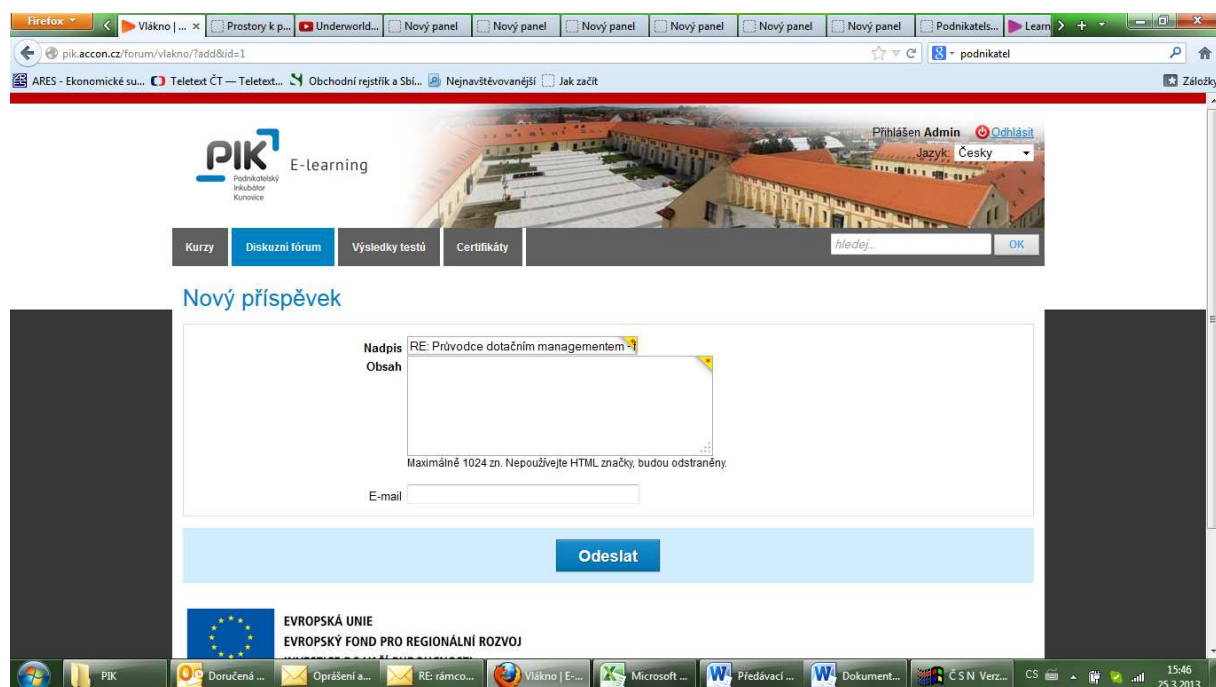 Firefox
Vlákno | ... Prostory k p... Underworld... Nový panel Nový panel Nový panel Nový panel Nový panel Nový panel Podnikatels... Learn
pik.accon.cz/forum/vlakno/?add&id=1
podnikatel
ARES - Ekonomické su... Teletext ČT — Teletext... Obchodní rejstřík a Sbí... Nejnavštěvovanější Jak začít Záložky
Přihlášen Admin Odhlásit
Jazyk: Česky
PIK E-learning
Podnikatelský
Inkubátor
Kunovice
Kurzy Diskuzní fórum Výsledky testů Certifikáty hledej... OK
Nový příspěvek
Nadpis RE: Průvodce dotačním managementem -
Obsah
Maximálně 1024 zn. Nepoužívejte HTML značky, budou odstraněny.
E-mail
Odeslat
EVROPSKÁ UNIE
EVROPSKÝ FOND PRO REGIONÁLNÍ ROZVOJ
PIK Doručená ... Oprášení a... RE: rámco... Vlákno | E-... Microsoft ... Předávací ... Dokument... Č S N Verz... CS 15:46
25.3.2013